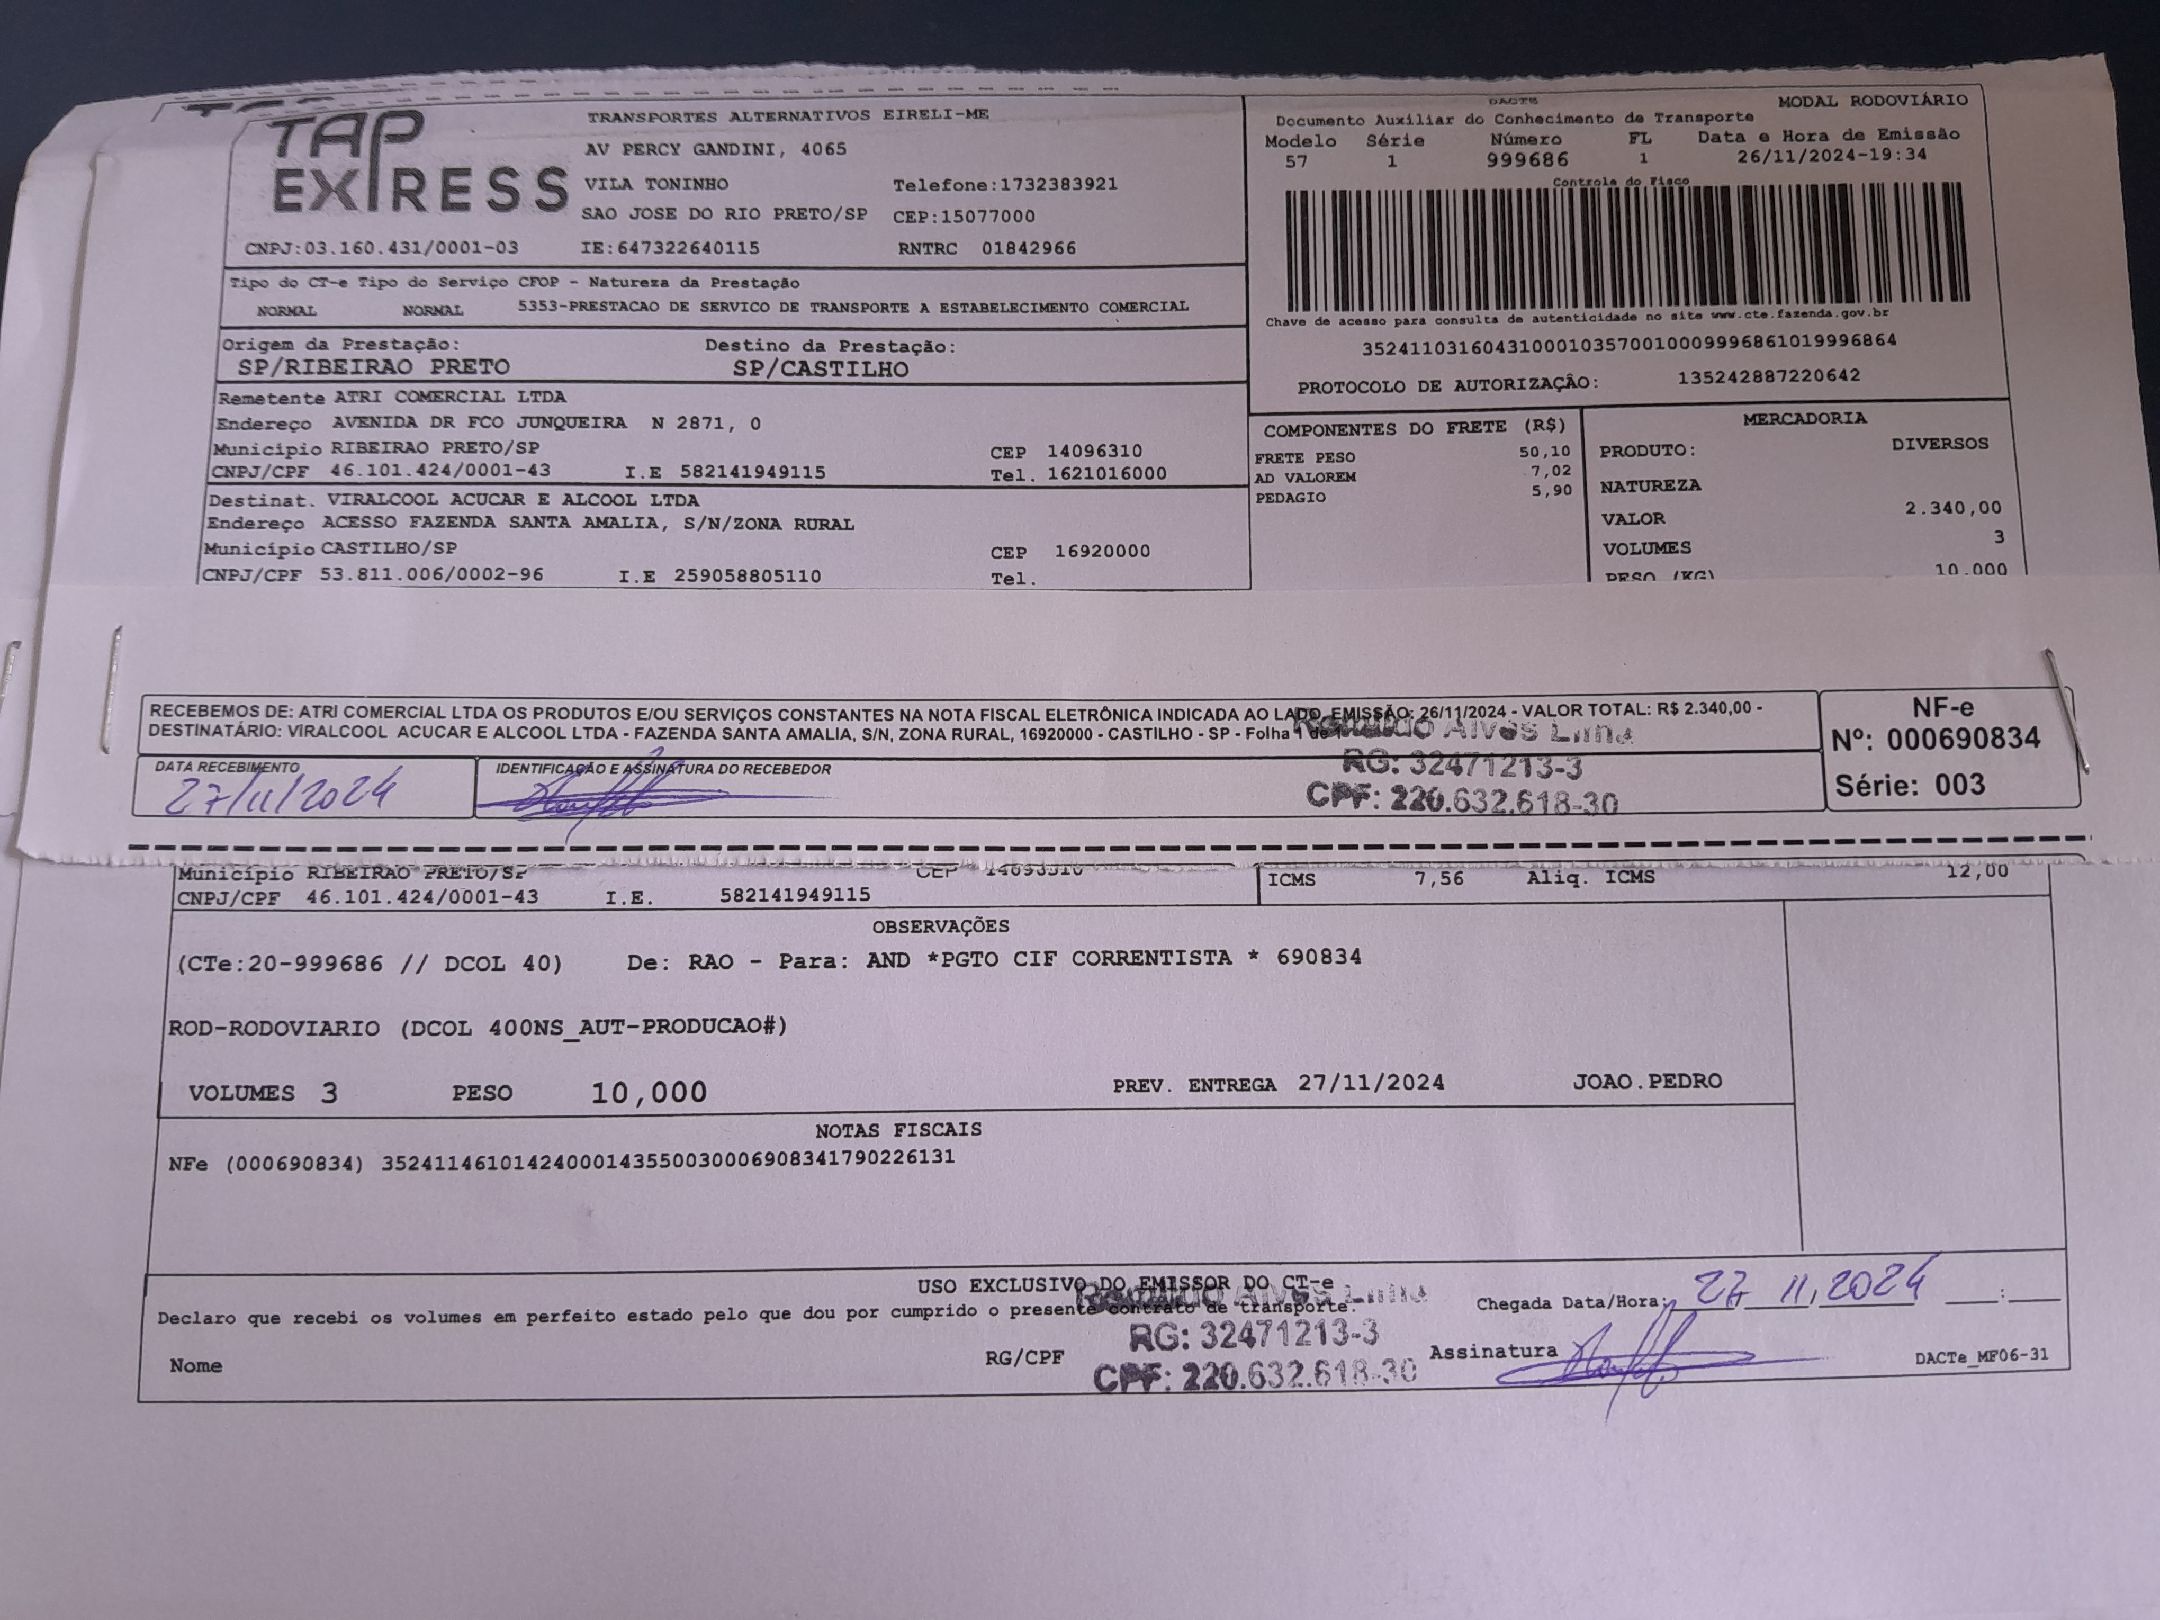 TAP EXPRESS
TRANSPORTES ALTERNATIVOS EIRELI-ME
AV PERCY GANDINI, 4065
VILA TONINHO Telefone:1732383921
SAO JOSE DO RIO PRETO/SP CEP:15077000
CNPJ:03.160.431/0001-03 IE:647322640115 RNTRC 01842966
DACTE MODAL RODOVIÁRIO
Documento Auxiliar do Conhecimento de Transporte
Modelo Série Número FL Data e Hora de Emissão
57 1 999686 1 26/11/2024-19:34
Controle do Fisco
Chave de acesso para consulta de autenticidade no site www.cte.fazenda.gov.br
35241103160431000103570010009996861019996864
PROTOCOLO DE AUTORIZAÇÃO: 135242887220642
Tipo do CT-e Tipo do Serviço CFOP - Natureza da Prestação
NORMAL NORMAL 5353-PRESTACAO DE SERVICO DE TRANSPORTE A ESTABELECIMENTO COMERCIAL
Origem da Prestação: Destino da Prestação:
SP/RIBEIRAO PRETO SP/CASTILHO
Remetente ATRI COMERCIAL LTDA
Endereço AVENIDA DR FCO JUNQUEIRA N 2871, 0
Município RIBEIRAO PRETO/SP CEP 14096310
CNPJ/CPF 46.101.424/0001-43 I.E 582141949115 Tel. 1621016000
Destinat. VIRALCOOL ACUCAR E ALCOOL LTDA
Endereço ACESSO FAZENDA SANTA AMALIA, S/N/ZONA RURAL
Município CASTILHO/SP CEP 16920000
CNPJ/CPF 53.811.006/0002-96 I.E 259058805110 Tel.
COMPONENTES DO FRETE (R$)
FRETE PESO 50,10
AD VALOREM 7,02
PEDAGIO 5,90
MERCADORIA
PRODUTO: DIVERSOS
NATUREZA
VALOR 2.340,00
VOLUMES 3
PESO (KG) 10.000
RECEBEMOS DE: ATRI COMERCIAL LTDA OS PRODUTOS E/OU SERVIÇOS CONSTANTES NA NOTA FISCAL ELETRÔNICA INDICADA AO LADO. EMISSÃO: 26/11/2024 - VALOR TOTAL: R$ 2.340,00 -
DESTINATÁRIO: VIRALCOOL ACUCAR E ALCOOL LTDA - FAZENDA SANTA AMALIA, S/N, ZONA RURAL, 16920000 - CASTILHO - SP - Folha 1 de 1
Alves Lima
RG: 32471213-3
CPF: 220.632.618-30
NF-e
Nº: 000690834
Série: 003
DATA RECEBIMENTO
27/11/2024
IDENTIFICAÇÃO E ASSINATURA DO RECEBEDOR
Município RIBEIRAO PRETO/SP CEP 14096310
CNPJ/CPF 46.101.424/0001-43 I.E. 582141949115
ICMS 7,56 Aliq. ICMS 12,00
OBSERVAÇÕES
(CTe:20-999686 // DCOL 40) De: RAO - Para: AND *PGTO CIF CORRENTISTA * 690834
ROD-RODOVIARIO (DCOL 400NS_AUT-PRODUCAO#)
VOLUMES 3 PESO 10,000 PREV. ENTREGA 27/11/2024 JOAO.PEDRO
NOTAS FISCAIS
NFe (000690834) 35241146101424000143550030006908341790226131
USO EXCLUSIVO DO EMISSOR DO CT-e
Declaro que recebi os volumes em perfeito estado pelo que dou por cumprido o presente contrato de transporte.
Alves Lima
RG: 32471213-3
CPF: 220.632.618-30
Chegada Data/Hora: 27 11, 2024 :
Nome RG/CPF Assinatura DACTe_MF06-31